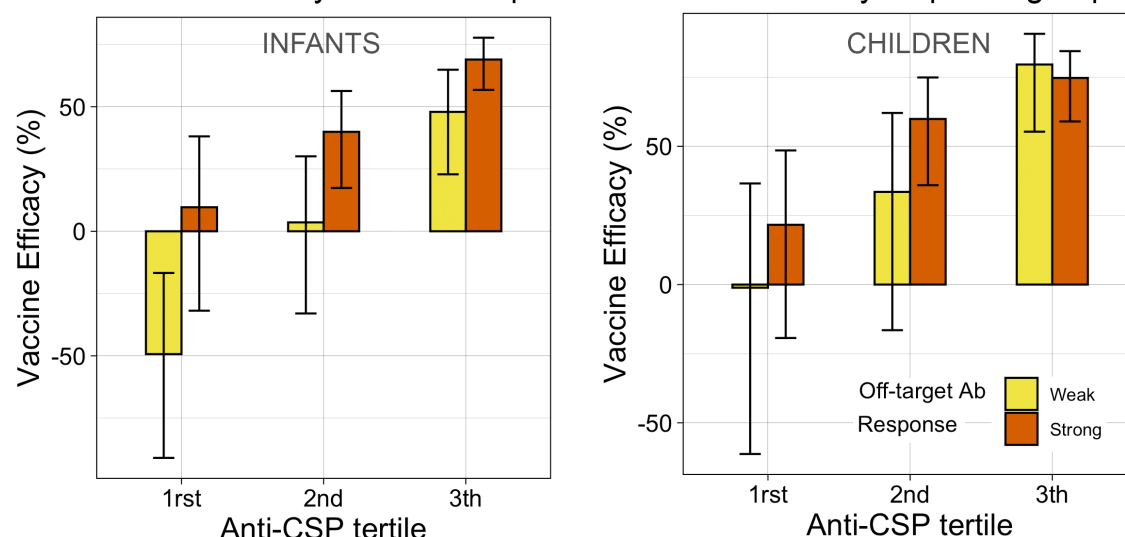 INFANTS
Vaccine Efficacy (%)
50
0
-50
1rst 2nd 3th
Anti-CSP tertile
CHILDREN
Vaccine Efficacy (%)
50
0
-50
Off-target Ab
Response
Weak
Strong
1rst 2nd 3th
Anti-CSP tertile